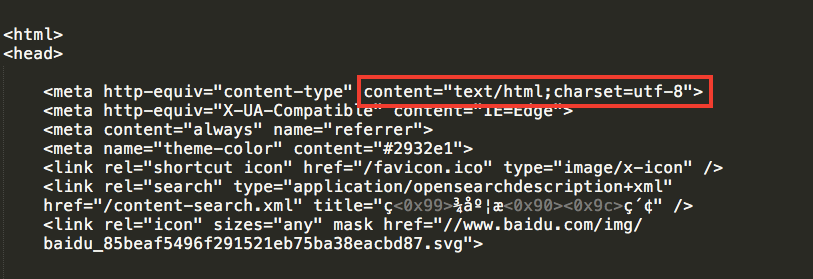 <html>
<head>
<meta http-equiv="content-type" content="text/html;charset=utf-8">
<meta http-equiv="X-UA-Compatible" content="IE=Edge">
<meta content="always" name="referrer">
<meta name="theme-color" content="#2932e1">
<link rel="shortcut icon" href="/favicon.ico" type="image/x-icon" />
<link rel="search" type="application/opensearchdescription+xml"
href="/content-search.xml" title="ç<0x99>¾åº¦æ<0x90><0x9c>ç´¢" />
<link rel="icon" sizes="any" mask href="//www.baidu.com/img/
baidu_85beaf5496f291521eb75ba38eacbd87.svg">